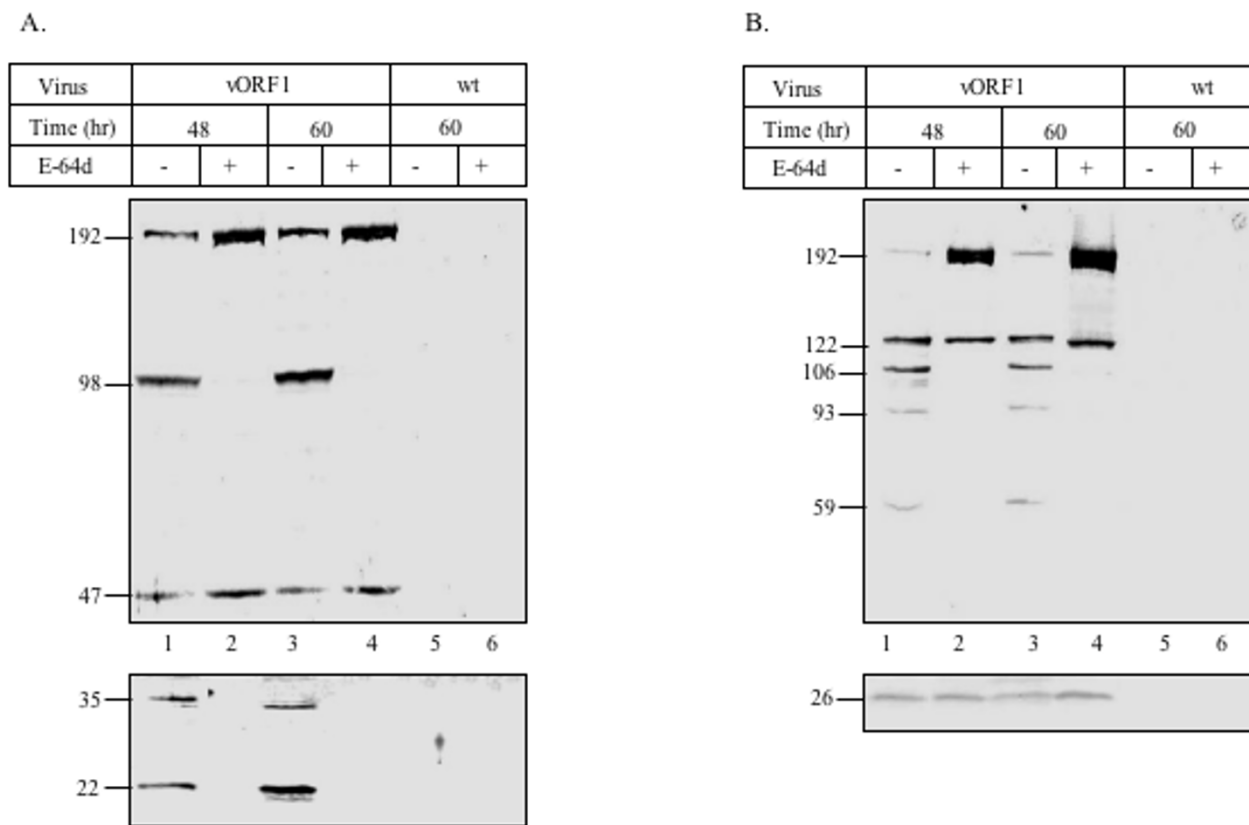 A.
Virus vORF1 wt
Time (hr) 48 60 60
E-64d - + - + - +
192
98
47
1 2 3 4 5 6
35
22
B.
Virus vORF1 wt
Time (hr) 48 60 60
E-64d - + - + - +
192
122
106
93
59
1 2 3 4 5 6
26